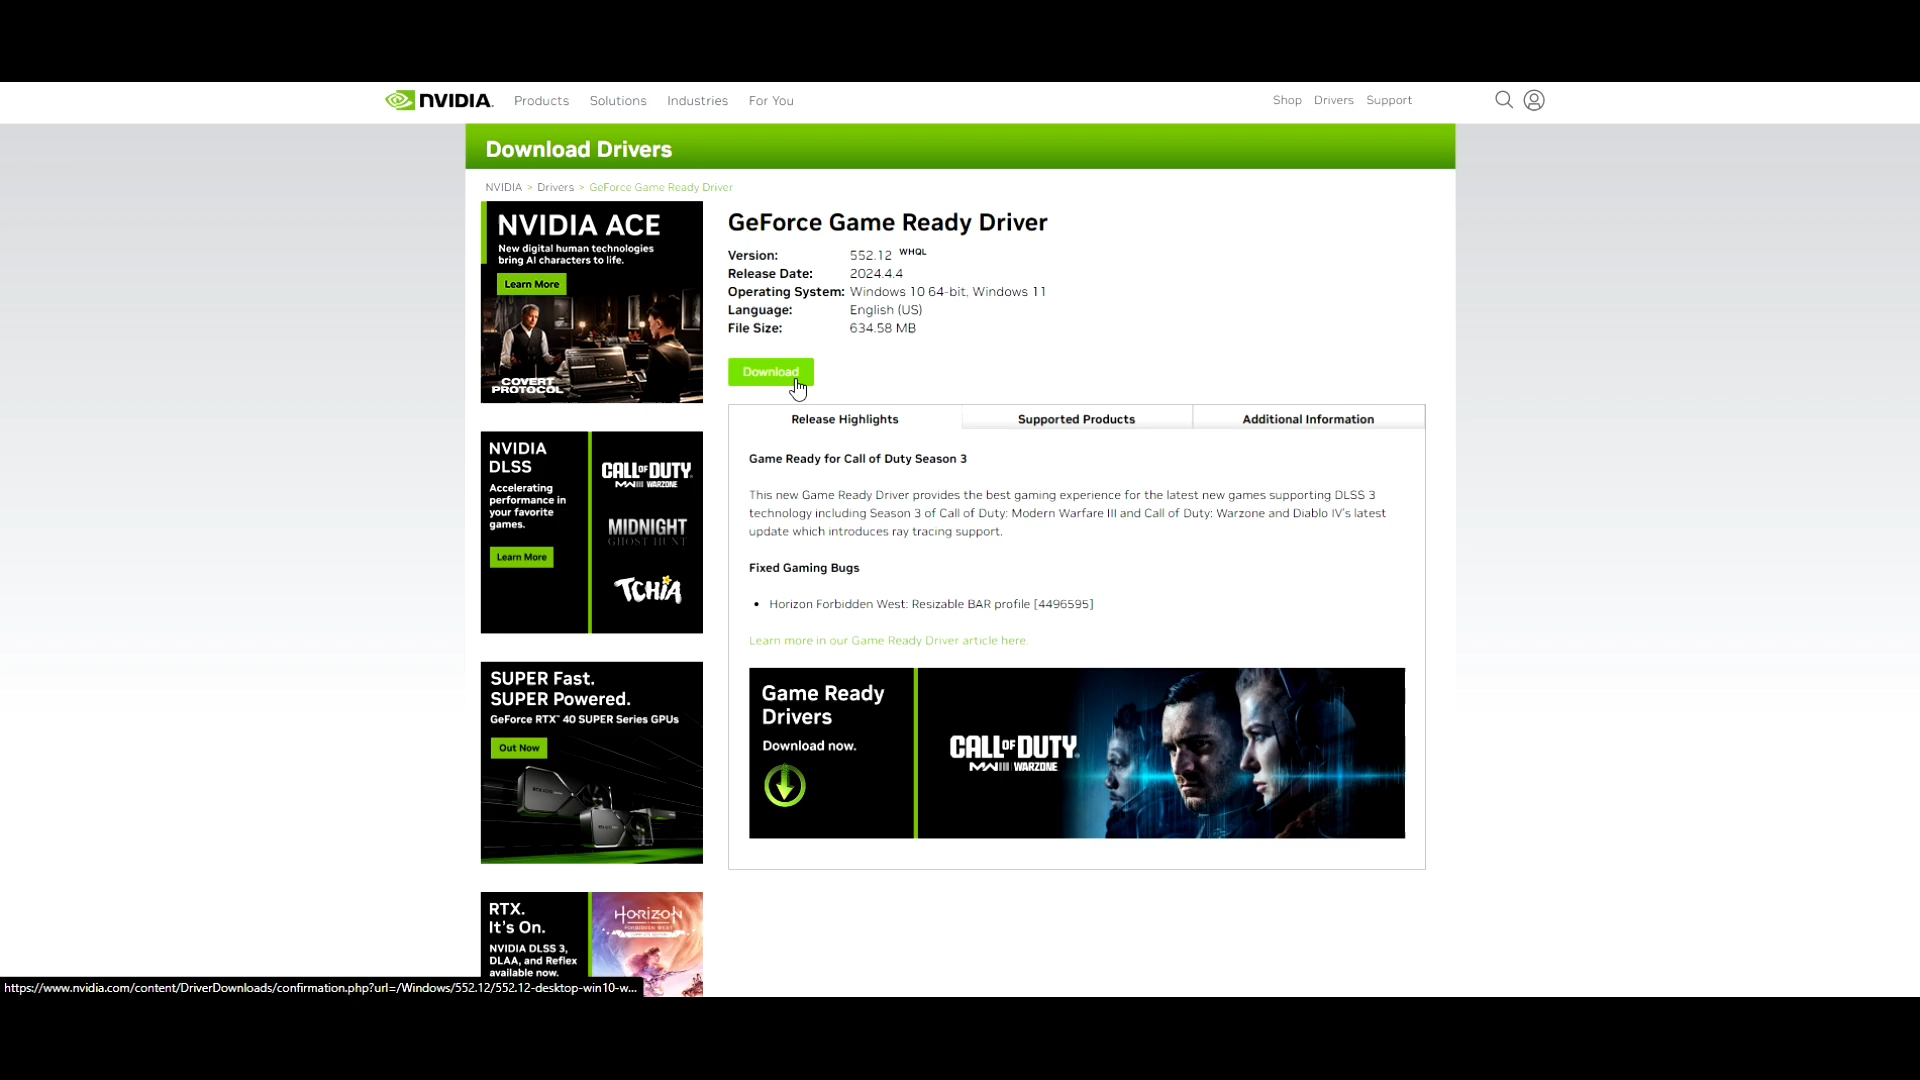 NVIDIA. Products Solutions Industries For You Shop Drivers Support
Download Drivers
NVIDIA > Drivers > GeForce Game Ready Driver
NVIDIA ACE
New digital human technologies
bring AI characters to life.
Learn More
COVERT
PROTOCOL
NVIDIA
DLSS
Accelerating
performance in
your favorite
games.
Learn More
CALL OF DUTY
MWIII WARZONE
MIDNIGHT
GHOST HUNT
TCHIA
SUPER Fast.
SUPER Powered.
GeForce RTX™ 40 SUPER Series GPUs
Out Now
RTX.
It's On.
NVIDIA DLSS 3,
DLAA, and Reflex
available now.
HORIZON
FORBIDDEN WEST
GeForce Game Ready Driver
Version: 552.12 WHQL
Release Date: 2024.4.4
Operating System: Windows 10 64-bit, Windows 11
Language: English (US)
File Size: 634.58 MB
Download
Release Highlights Supported Products Additional Information
Game Ready for Call of Duty Season 3
This new Game Ready Driver provides the best gaming experience for the latest new games supporting DLSS 3
technology including Season 3 of Call of Duty: Modern Warfare III and Call of Duty: Warzone and Diablo IV's latest
update which introduces ray tracing support.
Fixed Gaming Bugs
• Horizon Forbidden West: Resizable BAR profile [4496595]
Learn more in our Game Ready Driver article here.
Game Ready
Drivers
Download now.
CALL OF DUTY
MWIII WARZONE
https://www.nvidia.com/content/DriverDownloads/confirmation.php?url=/Windows/552.12/552.12-desktop-win10-w...